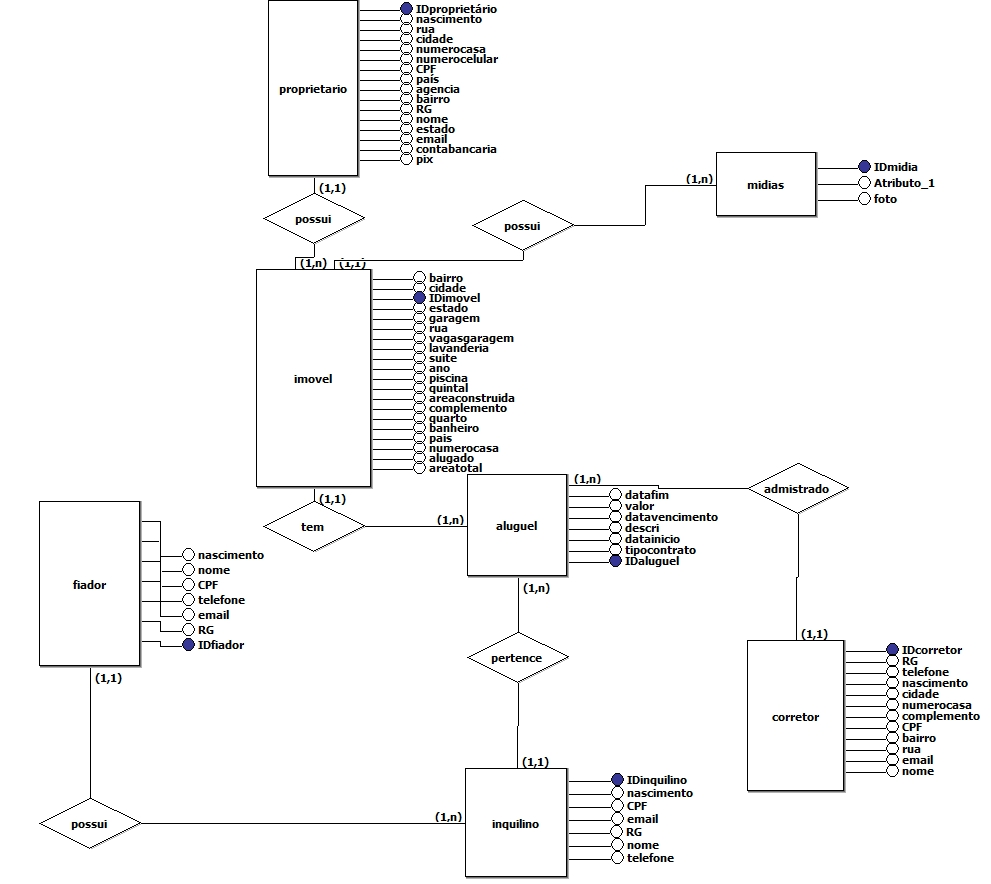 proprietario
IDproprietário
nascimento
rua
cidade
numerocasa
numerocelular
CPF
país
agencia
bairro
RG
nome
estado
email
contabancaria
pix
(1,1)
possui
(1,n)
possui
(1,1)
(1,n)
midias
IDmidia
Atributo_1
foto
imovel
bairro
cidade
IDimovel
estado
garagem
rua
vagasgaragem
lavanderia
suite
ano
piscina
quintal
areaconstruida
complemento
quarto
banheiro
pais
numerocasa
alugado
areatotal
(1,1)
tem
(1,n)
aluguel
(1,n)
datafim
valor
datavencimento
descri
datainicio
tipocontrato
IDaluguel
admistrado
(1,1)
corretor
IDcorretor
RG
telefone
nascimento
cidade
numerocasa
complemento
CPF
bairro
rua
email
nome
fiador
nascimento
nome
CPF
telefone
email
RG
IDfiador
(1,1)
possui
(1,n)
(1,n)
pertence
(1,1)
inquilino
IDinquilino
nascimento
CPF
email
RG
nome
telefone